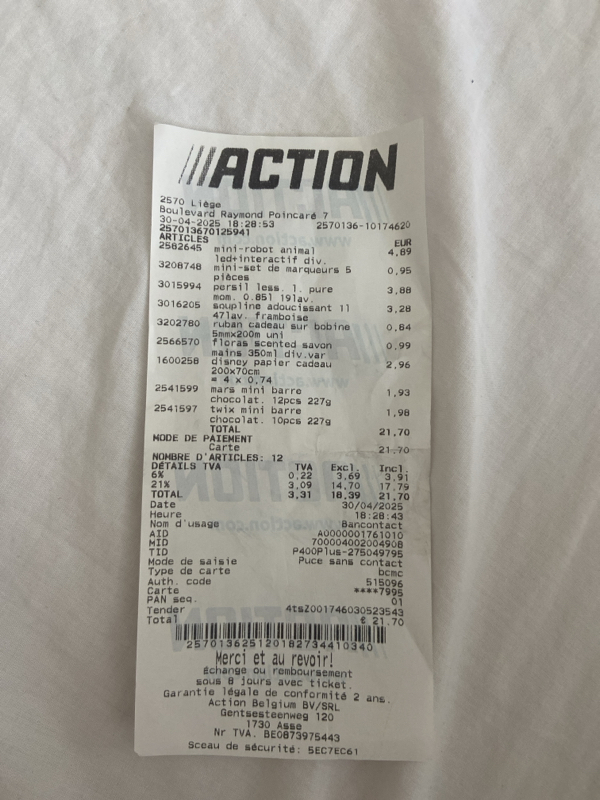 ///ACTION
2570 Liège
Boulevard Raymond Poincaré 7
30-04-2025 18:28:53 2570136-10174620
257013670125941
ARTICLES EUR
2582645 mini-robot animal 4,89
led+interactif div.
3208748 mini-set de marqueurs 5 0,95
pièces
3015994 persil less. l. pure 3,88
mom. 0.85l 19lav.
3016205 soupline adoucissant 1l 3,28
47lav. framboise
3202780 ruban cadeau sur bobine 0,84
5mmx200m uni
2566570 floras scented savon 0,99
mains 350ml div.var
1600258 disney papier cadeau 2,96
200x70cm
= 4 x 0,74
2541599 mars mini barre 1,93
chocolat. 12pcs 227g
2541597 twix mini barre 1,98
chocolat. 10pcs 227g
TOTAL 21,70
MODE DE PAIEMENT
Carte 21,70
NOMBRE D'ARTICLES: 12
DÉTAILS TVA TVA Excl. Incl.
6% 0,22 3,69 3,91
21% 3,09 14,70 17,79
TOTAL 3,31 18,39 21,70
Date 30/04/2025
Heure 18:28:43
Nom d'usage Bancontact
AID A0000001761010
MID 700004002004908
TID P400Plus-275049795
Mode de saisie Puce sans contact
Type de carte bcmc
Auth. code 515096
Carte ****7995
PAN seq. 01
Tender 4tsZ001746030523543
Total € 21.70
2570136251201827344103​40
Merci et au revoir!
Échange ou remboursement
sous 8 jours avec ticket.
Garantie légale de conformité 2 ans.
Action Belgium BV/SRL
Gentsesteenweg 120
1730 Asse
Nr TVA. BE0873975443
Sceau de sécurité: 5EC7EC61